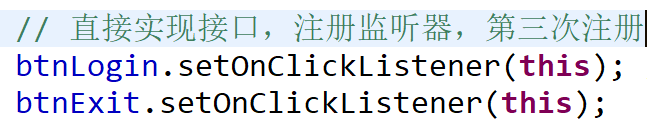 // 直接实现接口，注册监听器，第三次注册
btnLogin.setOnClickListener(this);
btnExit.setOnClickListener(this);